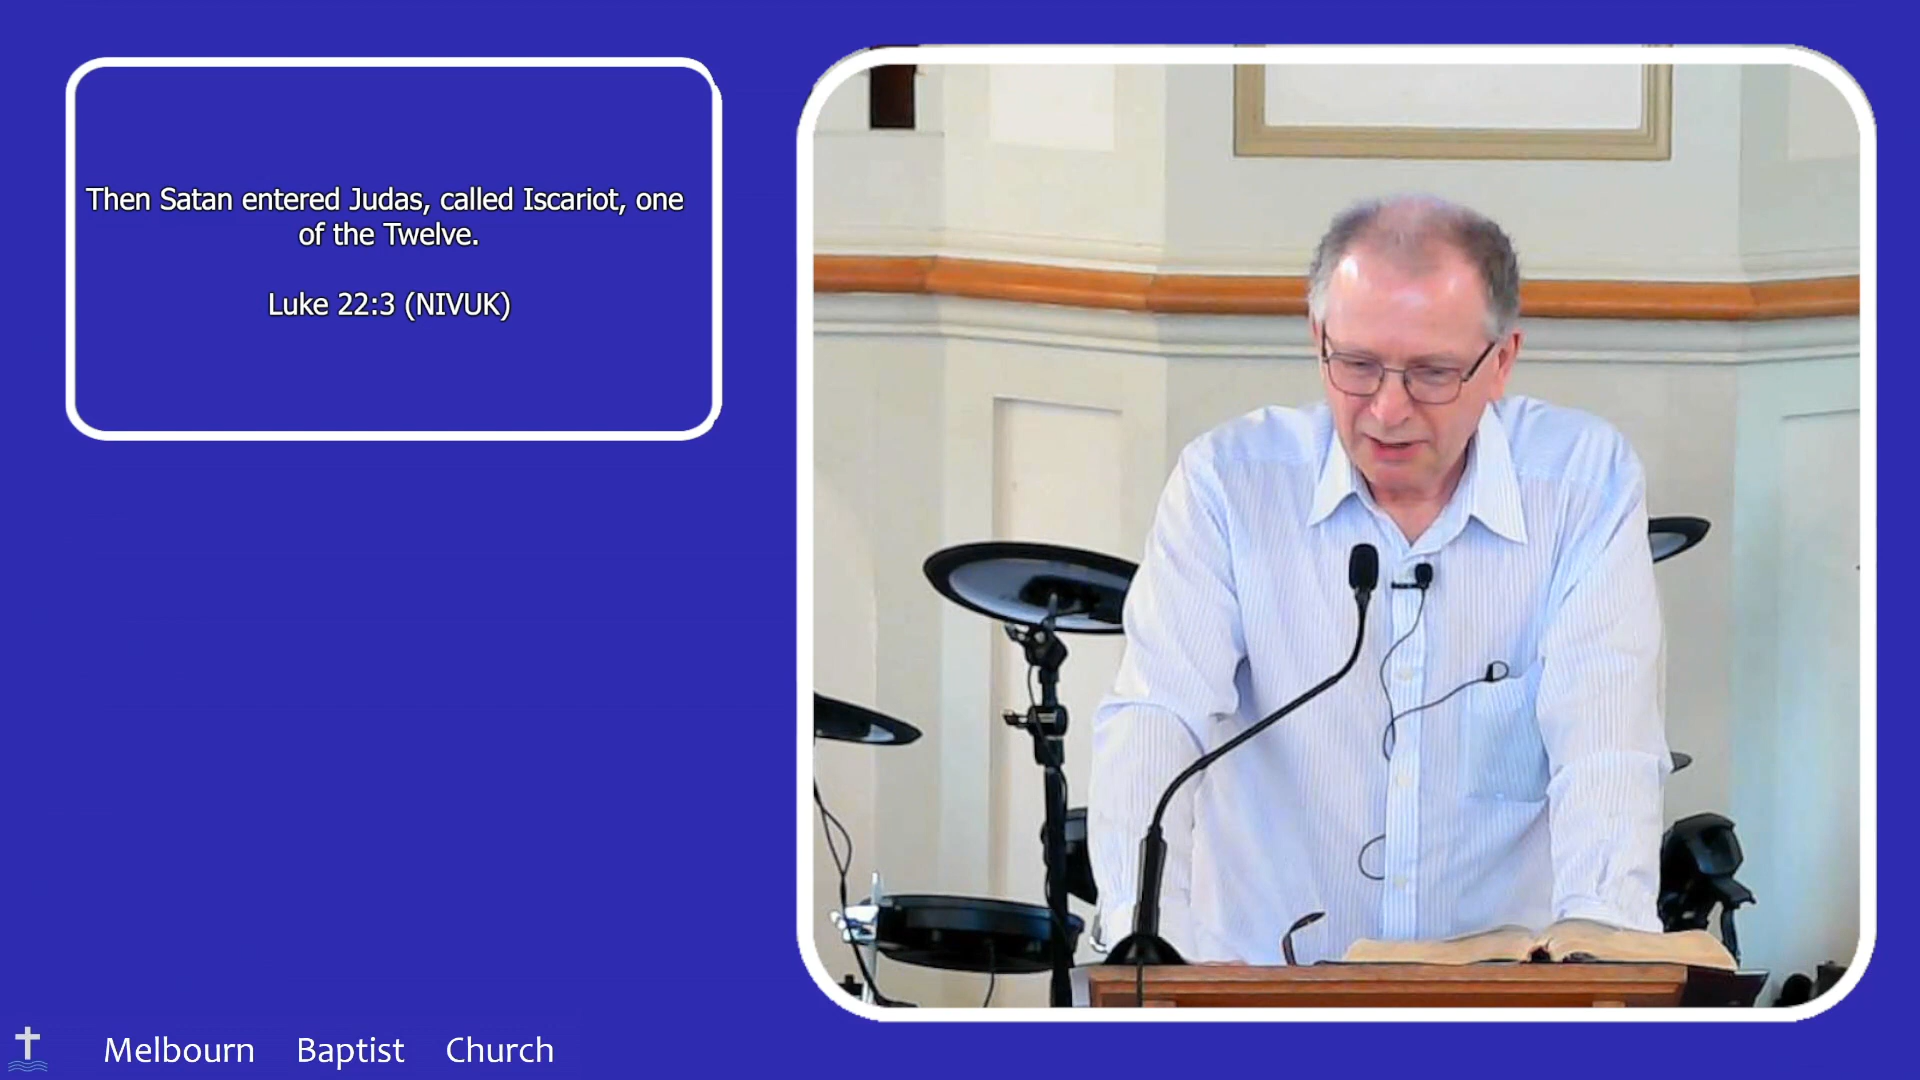 Then Satan entered Judas, called Iscariot, one
of the Twelve.
Luke 22:3 (NIVUK)
Melbourn Baptist Church